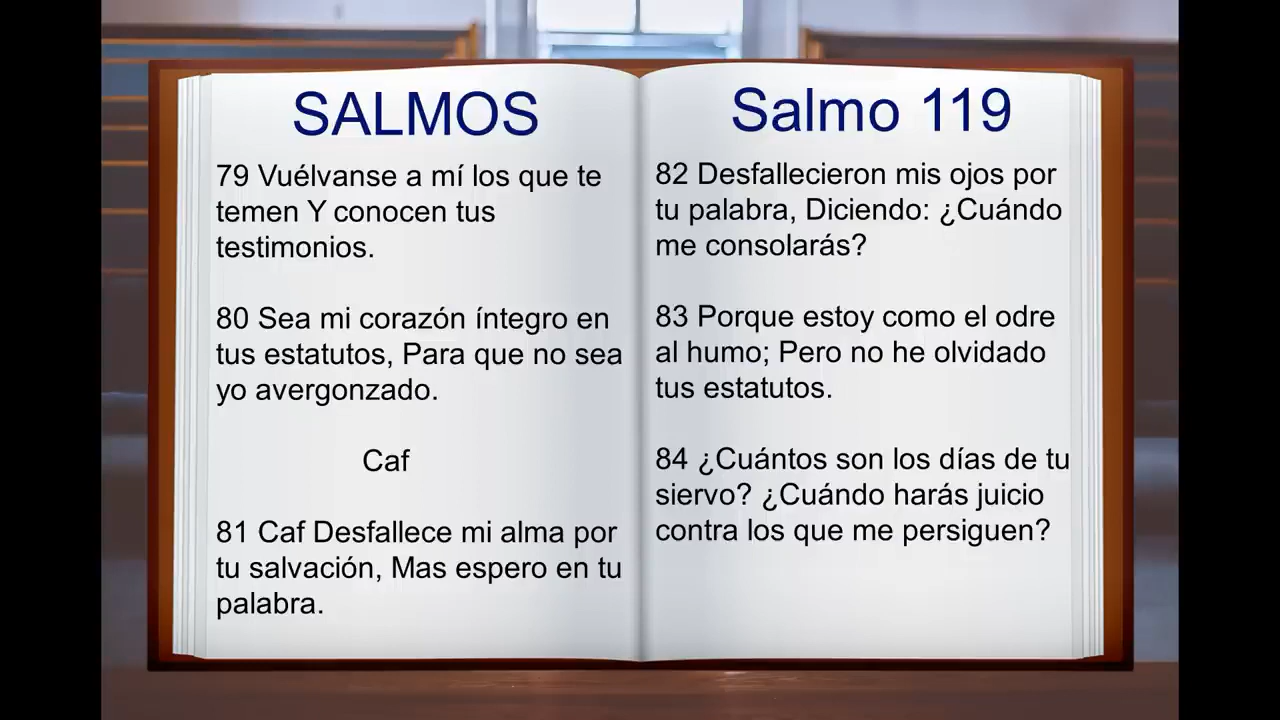 SALMOS
79 Vuélvanse a mí los que te
temen Y conocen tus
testimonios.
80 Sea mi corazón íntegro en
tus estatutos, Para que no sea
yo avergonzado.
Caf
81 Caf Desfallece mi alma por
tu salvación, Mas espero en tu
palabra.
Salmo 119
82 Desfallecieron mis ojos por
tu palabra, Diciendo: ¿Cuándo
me consolarás?
83 Porque estoy como el odre
al humo; Pero no he olvidado
tus estatutos.
84 ¿Cuántos son los días de tu
siervo? ¿Cuándo harás juicio
contra los que me persiguen?